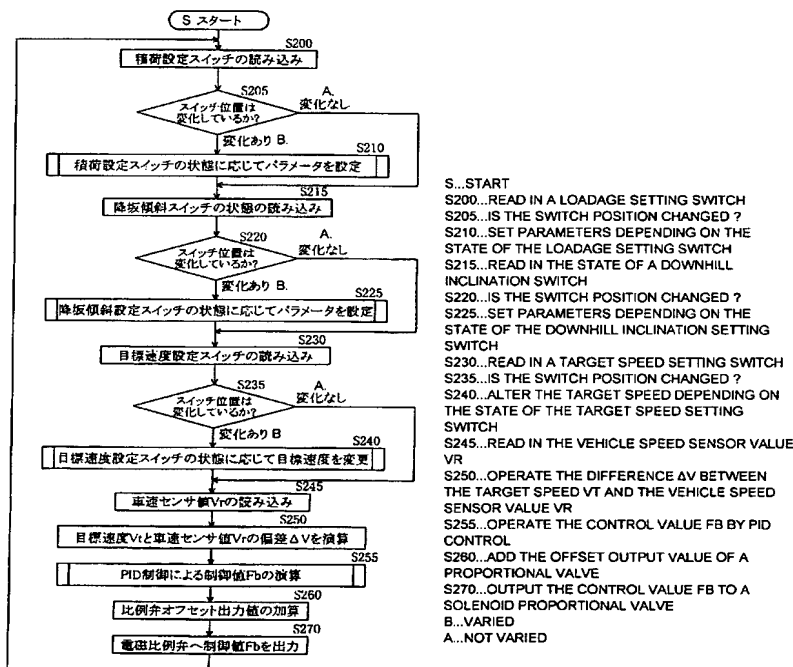 S スタート
S200
積荷設定スイッチの読み込み
S205
スイッチ位置は
変化しているか?
A.
変化なし
変化あり B.
S210
積荷設定スイッチの状態に応じてパラメータを設定
S215
降坂傾斜スイッチの状態の読み込み
S220
スイッチ位置は
変化しているか?
A.
変化なし
変化あり B.
S225
降坂傾斜設定スイッチの状態に応じてパラメータを設定
S230
目標速度設定スイッチの読み込み
S235
スイッチ位置は
変化しているか?
A.
変化なし
変化あり B
S240
目標速度設定スイッチの状態に応じて目標速度を変更
S245
車速センサ値Vrの読み込み
S250
目標速度Vtと車速センサ値Vrの偏差ΔVを演算
S255
PID制御による制御値Fbの演算
S260
比例弁オフセット出力値の加算
S270
電磁比例弁へ制御値Fbを出力
S...START
S200...READ IN A LOADAGE SETTING SWITCH
S205...IS THE SWITCH POSITION CHANGED ?
S210...SET PARAMETERS DEPENDING ON THE
STATE OF THE LOADAGE SETTING SWITCH
S215...READ IN THE STATE OF A DOWNHILL
INCLINATION SWITCH
S220...IS THE SWITCH POSITION CHANGED ?
S225...SET PARAMETERS DEPENDING ON THE
STATE OF THE DOWNHILL INCLINATION SETTING
SWITCH
S230...READ IN A TARGET SPEED SETTING SWITCH
S235...IS THE SWITCH POSITION CHANGED ?
S240...ALTER THE TARGET SPEED DEPENDING ON
THE STATE OF THE TARGET SPEED SETTING
SWITCH
S245...READ IN THE VEHICLE SPEED SENSOR VALUE
VR
S250...OPERATE THE DIFFERENCE ΔV BETWEEN
THE TARGET SPEED VT AND THE VEHICLE SPEED
SENSOR VALUE VR
S255...OPERATE THE CONTROL VALUE FB BY PID
CONTROL
S260...ADD THE OFFSET OUTPUT VALUE OF A
PROPORTIONAL VALVE
S270...OUTPUT THE CONTROL VALUE FB TO A
SOLENOID PROPORTIONAL VALVE
B...VARIED
A...NOT VARIED